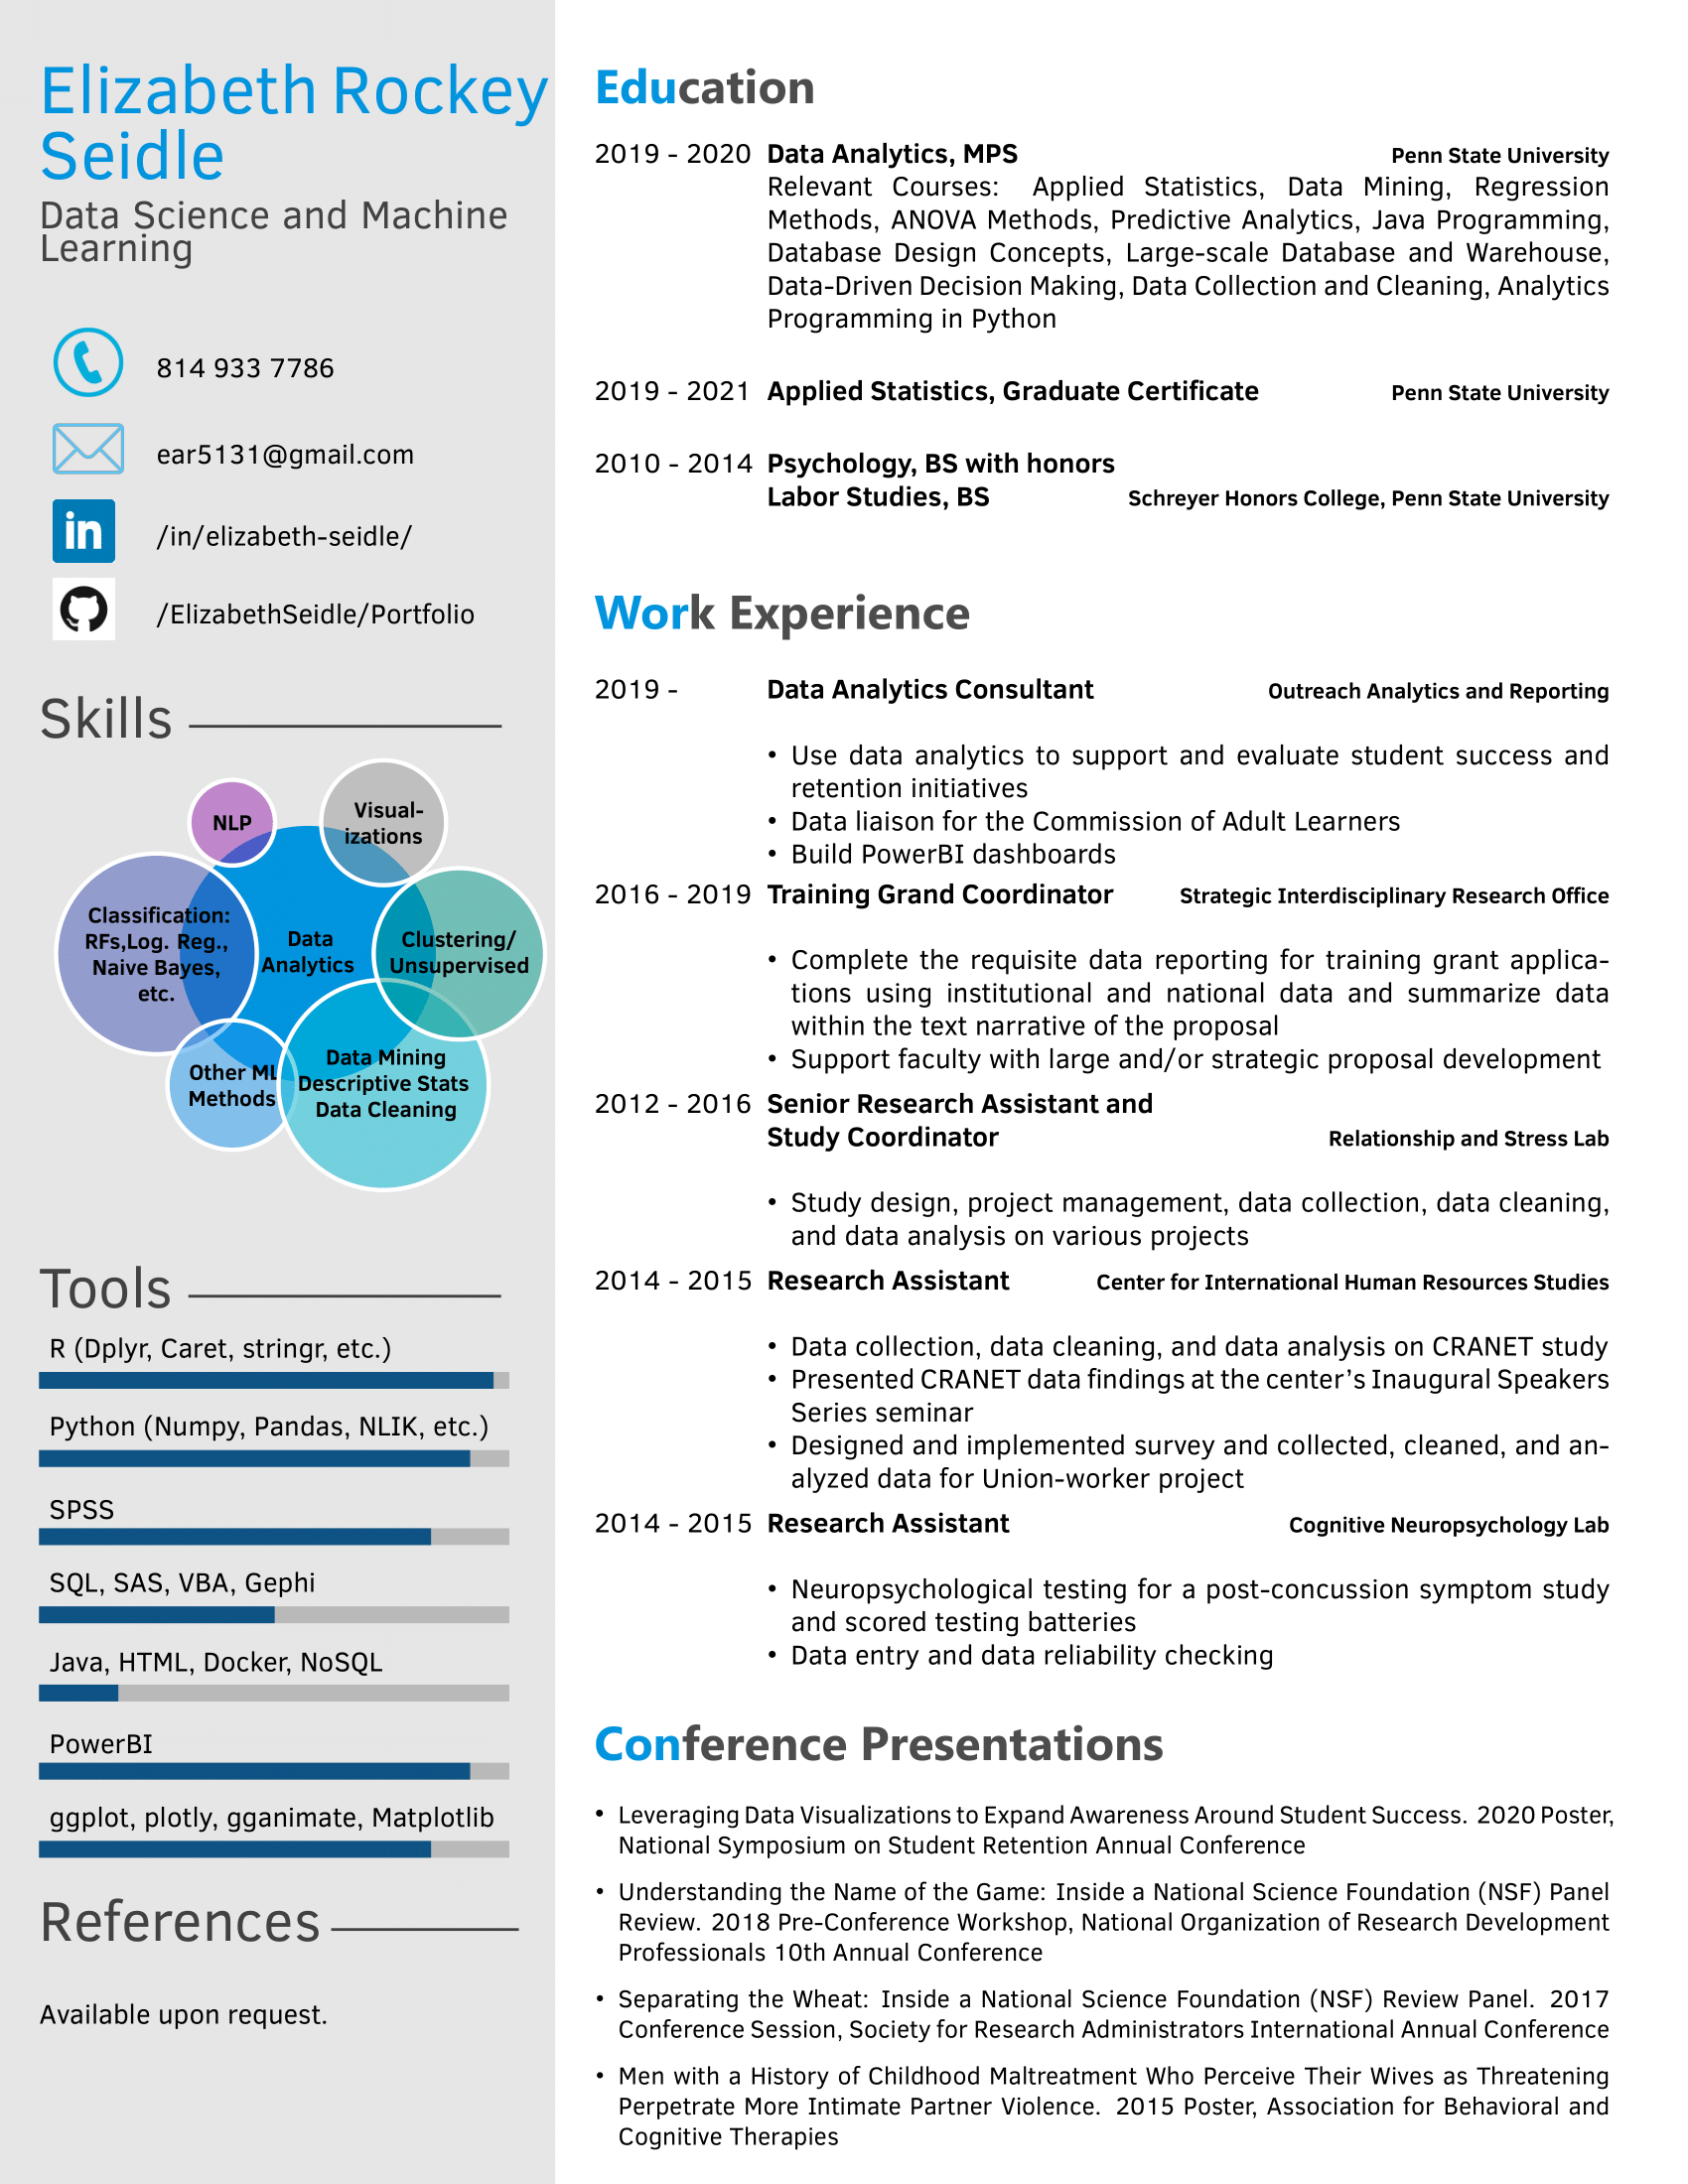 Elizabeth Rockey
Seidle
Data Science and Machine
Learning
814 933 7786
ear5131@gmail.com
in
/in/elizabeth-seidle/
/ElizabethSeidle/Portfolio
Skills
NLP
Visual-
izations
Classification:
RFs,Log. Reg.,
Naive Bayes,
etc.
Data
Analytics
Clustering/
Unsupervised
Other ML
Methods
Data Mining
Descriptive Stats
Data Cleaning
Tools
R (Dplyr, Caret, stringr, etc.)
Python (Numpy, Pandas, NLIK, etc.)
SPSS
SQL, SAS, VBA, Gephi
Java, HTML, Docker, NoSQL
PowerBI
ggplot, plotly, gganimate, Matplotlib
References
Available upon request.
Education
2019 - 2020 Data Analytics, MPS Penn State University
Relevant Courses: Applied Statistics, Data Mining, Regression
Methods, ANOVA Methods, Predictive Analytics, Java Programming,
Database Design Concepts, Large-scale Database and Warehouse,
Data-Driven Decision Making, Data Collection and Cleaning, Analytics
Programming in Python
2019 - 2021 Applied Statistics, Graduate Certificate Penn State University
2010 - 2014 Psychology, BS with honors
Labor Studies, BS Schreyer Honors College, Penn State University
Work Experience
2019 - Data Analytics Consultant Outreach Analytics and Reporting
• Use data analytics to support and evaluate student success and
retention initiatives
• Data liaison for the Commission of Adult Learners
• Build PowerBI dashboards
2016 - 2019 Training Grand Coordinator Strategic Interdisciplinary Research Office
• Complete the requisite data reporting for training grant applica-
tions using institutional and national data and summarize data
within the text narrative of the proposal
• Support faculty with large and/or strategic proposal development
2012 - 2016 Senior Research Assistant and
Study Coordinator Relationship and Stress Lab
• Study design, project management, data collection, data cleaning,
and data analysis on various projects
2014 - 2015 Research Assistant Center for International Human Resources Studies
• Data collection, data cleaning, and data analysis on CRANET study
• Presented CRANET data findings at the center's Inaugural Speakers
Series seminar
• Designed and implemented survey and collected, cleaned, and an-
alyzed data for Union-worker project
2014 - 2015 Research Assistant Cognitive Neuropsychology Lab
• Neuropsychological testing for a post-concussion symptom study
and scored testing batteries
• Data entry and data reliability checking
Conference Presentations
• Leveraging Data Visualizations to Expand Awareness Around Student Success. 2020 Poster,
National Symposium on Student Retention Annual Conference
• Understanding the Name of the Game: Inside a National Science Foundation (NSF) Panel
Review. 2018 Pre-Conference Workshop, National Organization of Research Development
Professionals 10th Annual Conference
• Separating the Wheat: Inside a National Science Foundation (NSF) Review Panel. 2017
Conference Session, Society for Research Administrators International Annual Conference
• Men with a History of Childhood Maltreatment Who Perceive Their Wives as Threatening
Perpetrate More Intimate Partner Violence. 2015 Poster, Association for Behavioral and
Cognitive Therapies